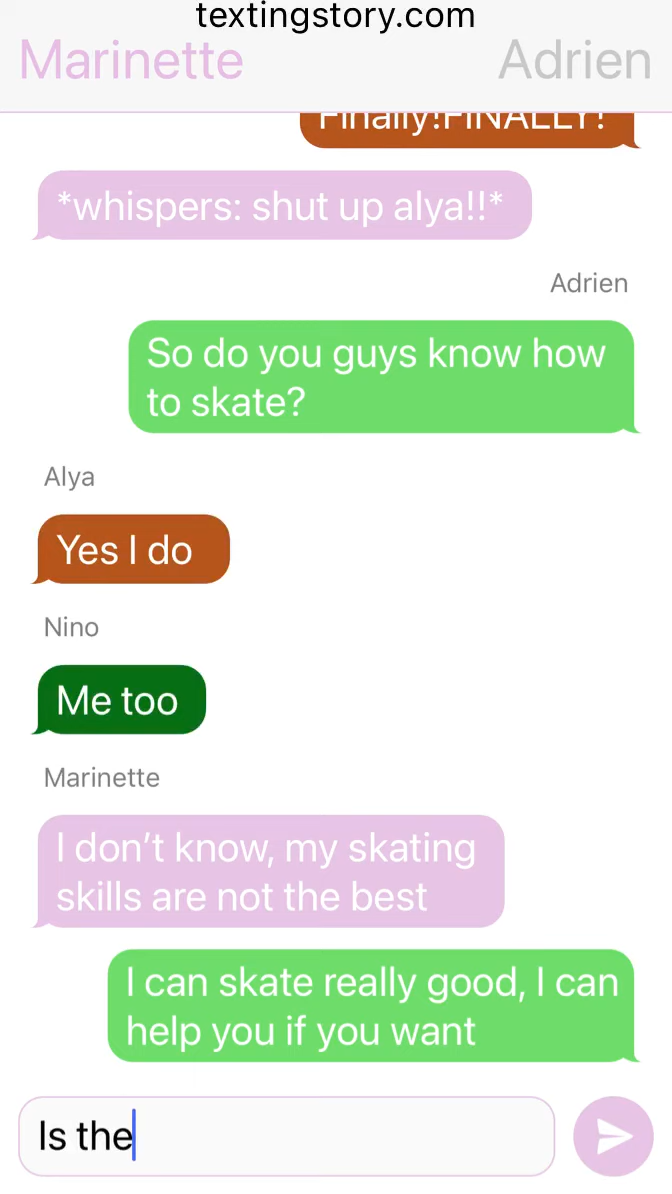 textingstory.com
Marinette
Adrien
Finally!FINALLY!
*whispers: shut up alya!!*
Adrien
So do you guys know how
to skate?
Alya
Yes I do
Nino
Me too
Marinette
I don’t know, my skating
skills are not the best
I can skate really good, I can
help you if you want
Is the